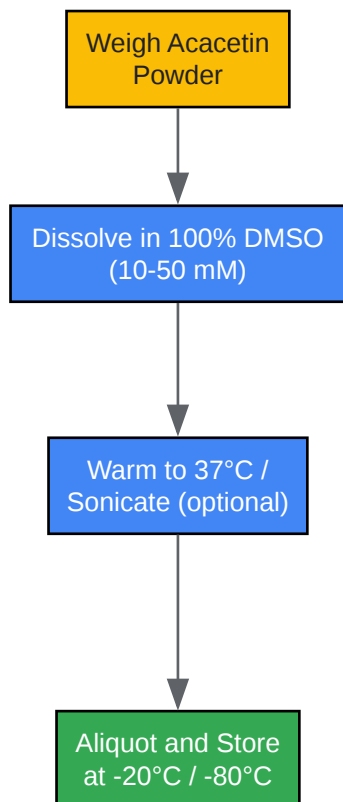 Weigh Acacetin
Powder
Dissolve in 100% DMSO
(10-50 mM)
Warm to 37°C /
Sonicate (optional)
Aliquot and Store
at -20°C / -80°C